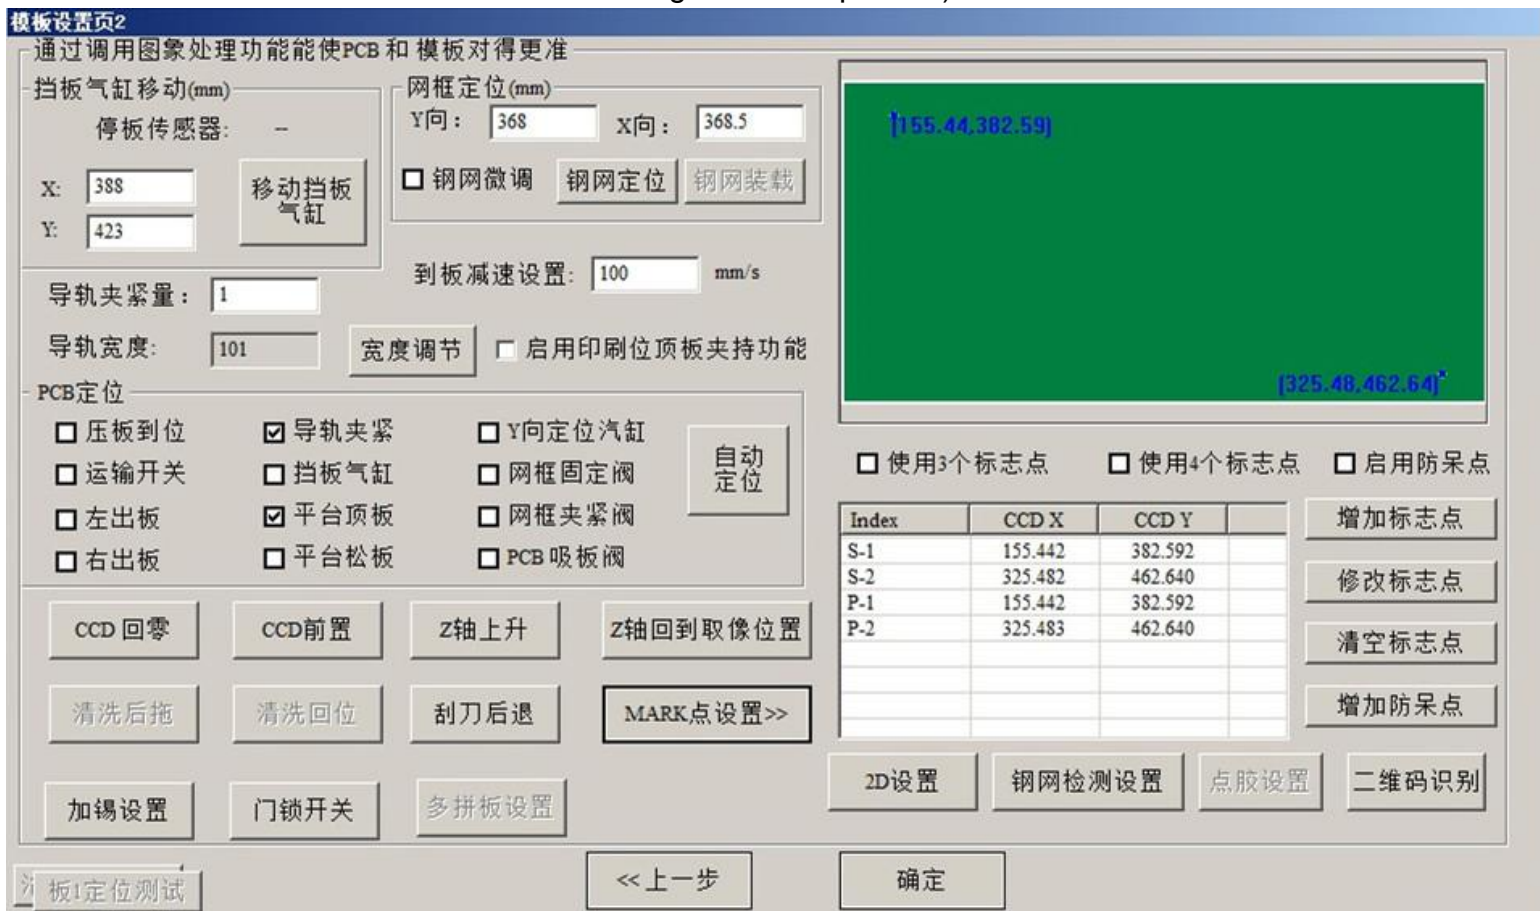 模板设置页2
通过调用图象处理功能能使PCB 和 模板对得更准
挡板气缸移动(mm)
停板传感器: --
X: 388
Y: 423
移动挡板
气缸
网框定位(mm)
Y向: 368 X向: 368.5
钢网微调 钢网定位 钢网装载
到板减速设置: 100 mm/s
导轨夹紧量: 1
导轨宽度: 101 宽度调节 启用印刷位顶板夹持功能
PCB定位
压板到位 导轨夹紧 Y向定位汽缸
运输开关 挡板气缸 网框固定阀
左出板 平台顶板 网框夹紧阀
右出板 平台松板 PCB 吸板阀
自动
定位
CCD 回零 CCD前置 Z轴上升 Z轴回到取像位置
清洗后拖 清洗回位 刮刀后退 MARK点设置>>
加锡设置 门锁开关 多拼板设置
(155.44,382.59)
(325.48,462.64)
使用3个标志点 使用4个标志点 启用防呆点
Index CCD X CCD Y
S-1 155.442 382.592
S-2 325.482 462.640
P-1 155.442 382.592
P-2 325.483 462.640
增加标志点
修改标志点
清空标志点
增加防呆点
2D设置 钢网检测设置 点胶设置 二维码识别
板1定位测试 <<上一步 确定